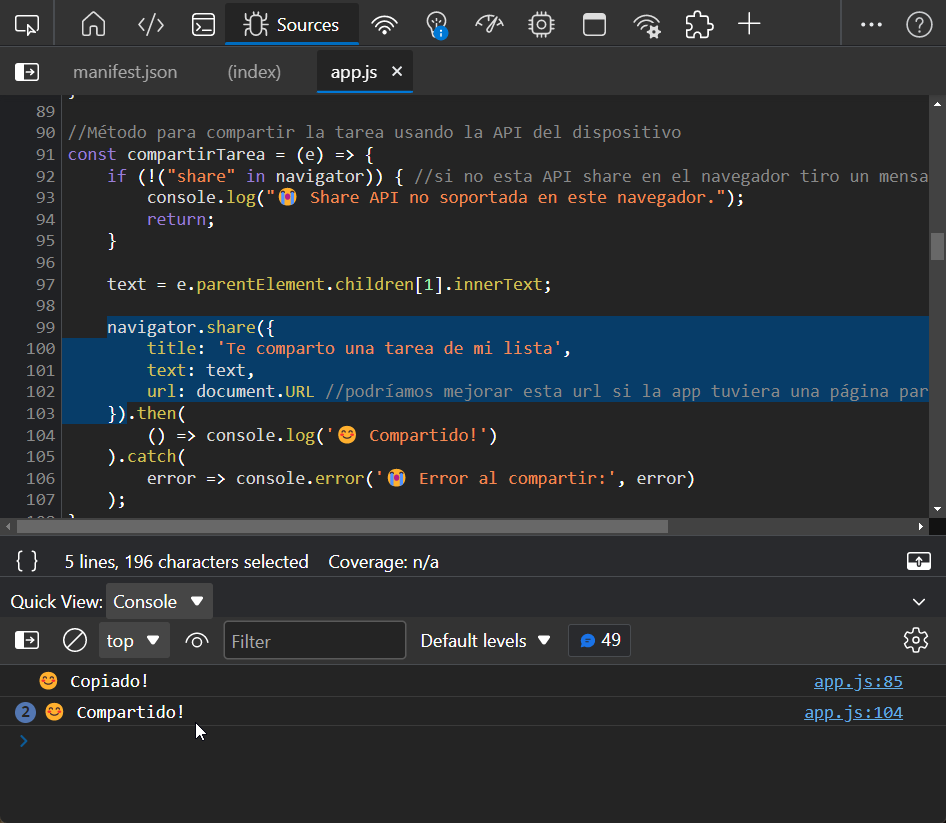 Sources
manifest.json (index) app.js ×
89
90 //Método para compartir la tarea usando la API del dispositivo
91 const compartirTarea = (e) => {
92 if (!("share" in navigator)) { //si no esta API share en el navegador tiro un mensa
93 console.log("😭 Share API no soportada en este navegador.");
94 return;
95 }
96
97 text = e.parentElement.children[1].innerText;
98
99 navigator.share({
100 title: 'Te comparto una tarea de mi lista',
101 text: text,
102 url: document.URL //podríamos mejorar esta url si la app tuviera una página par
103 }).then(
104 () => console.log('😊 Compartido!')
105 ).catch(
106 error => console.error('😭 Error al compartir:', error)
107 );
{ } 5 lines, 196 characters selected Coverage: n/a
Quick View: Console
top Filter Default levels 49
😊 Copiado! app.js:85
2 😊 Compartido! app.js:104
>